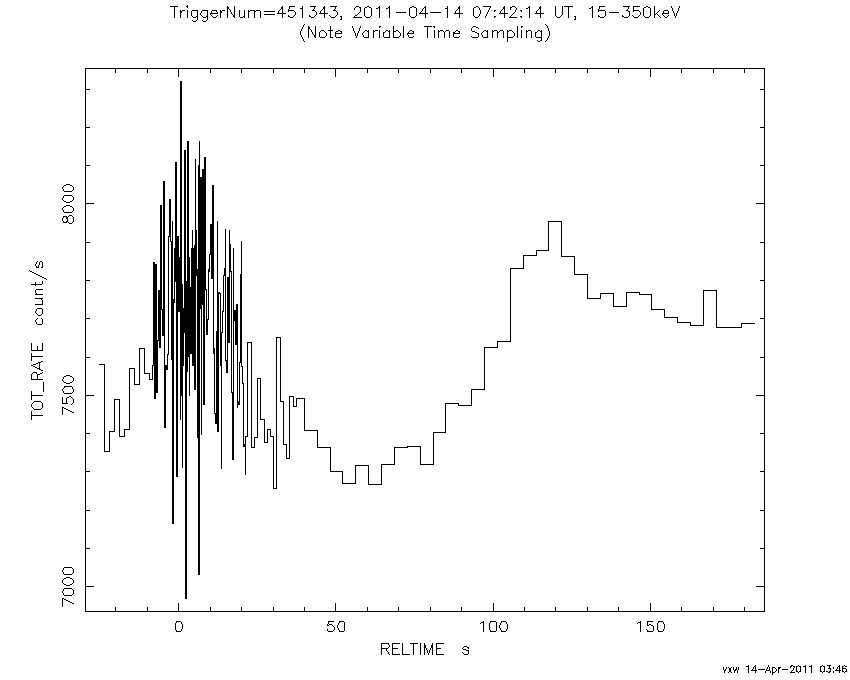 TriggerNum=451343, 2011-04-14 07:42:14 UT, 15-350keV
(Note Variable Time Sampling)
8000
7500
7000
TOT_RATE count/s
0 50 100 150
RELTIME s
vxw 14-Apr-2011 03:46